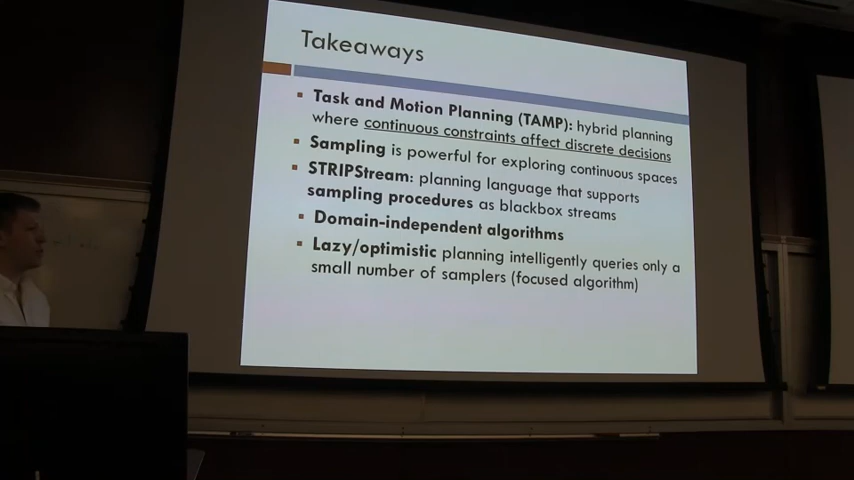 Takeaways
Task and Motion Planning (TAMP): hybrid planning
where continuous constraints affect discrete decisions
Sampling is powerful for exploring continuous spaces
STRIPStream: planning language that supports
sampling procedures as blackbox streams
Domain-independent algorithms
Lazy/optimistic planning intelligently queries only a
small number of samplers (focused algorithm)